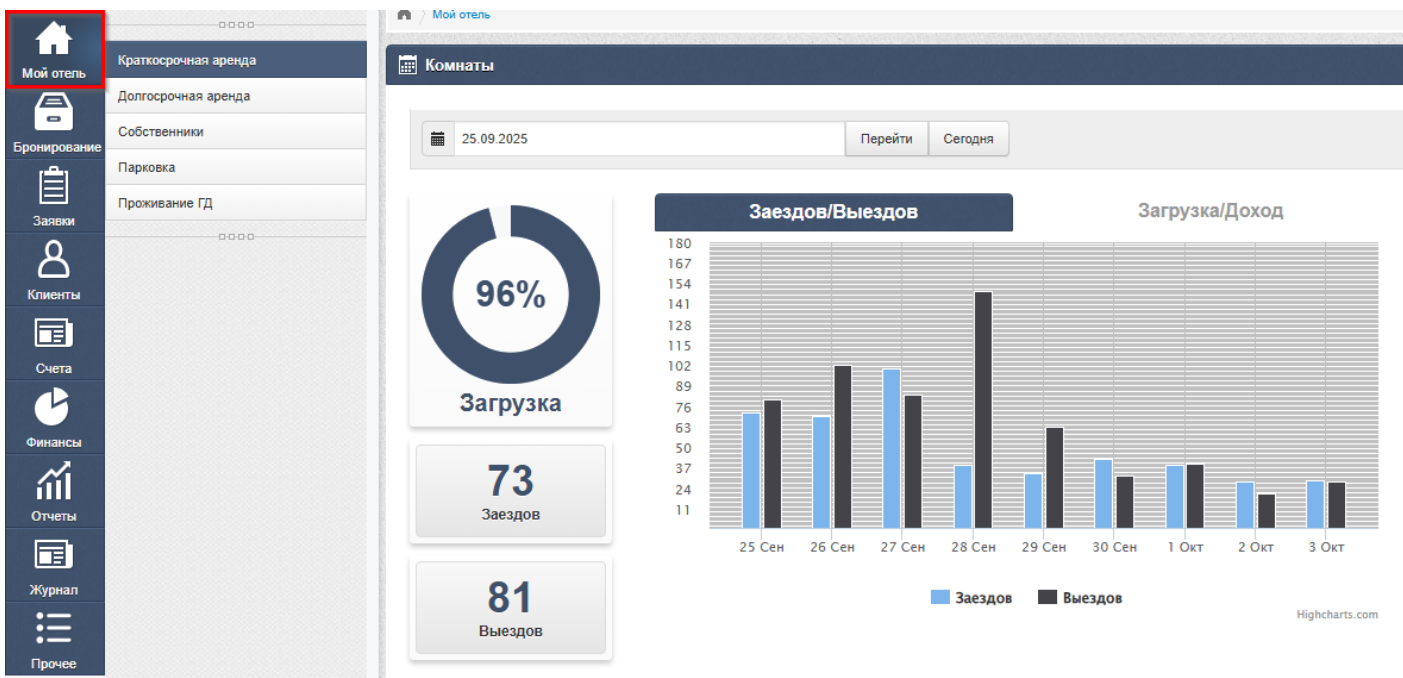 Мой отель
Бронирование
Заявки
Клиенты
Счета
Финансы
Отчеты
Журнал
Прочее
Краткосрочная аренда
Долгосрочная аренда
Собственники
Парковка
Проживание ГД
/ Мой отель
Комнаты
25.09.2025 Перейти Сегодня
96%
Загрузка
73
Заездов
81
Выездов
Заездов/Выездов Загрузка/Доход
180
167
154
141
128
115
102
89
76
63
50
37
24
11
25 Сен 26 Сен 27 Сен 28 Сен 29 Сен 30 Сен 1 Окт 2 Окт 3 Окт
Заездов Выездов
Highcharts.com